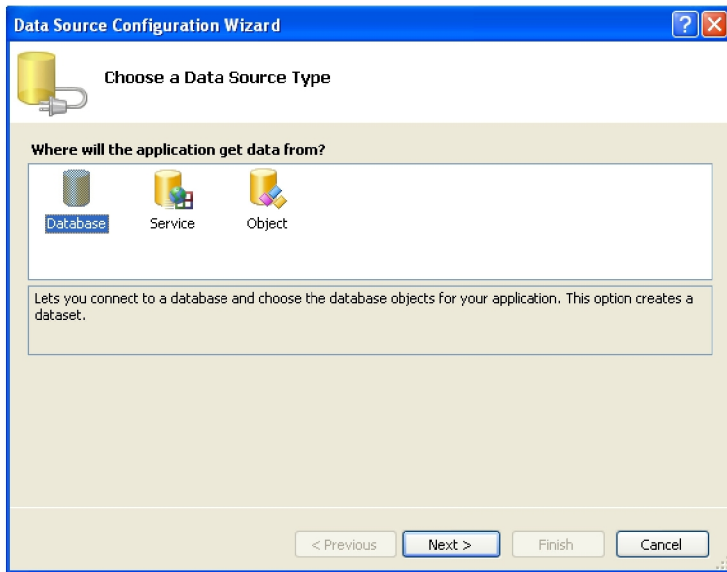 Data Source Configuration Wizard
?
X
Choose a Data Source Type
Where will the application get data from?
Database Service Object
Lets you connect to a database and choose the database objects for your application. This option creates a
dataset.
< Previous Next > Finish Cancel